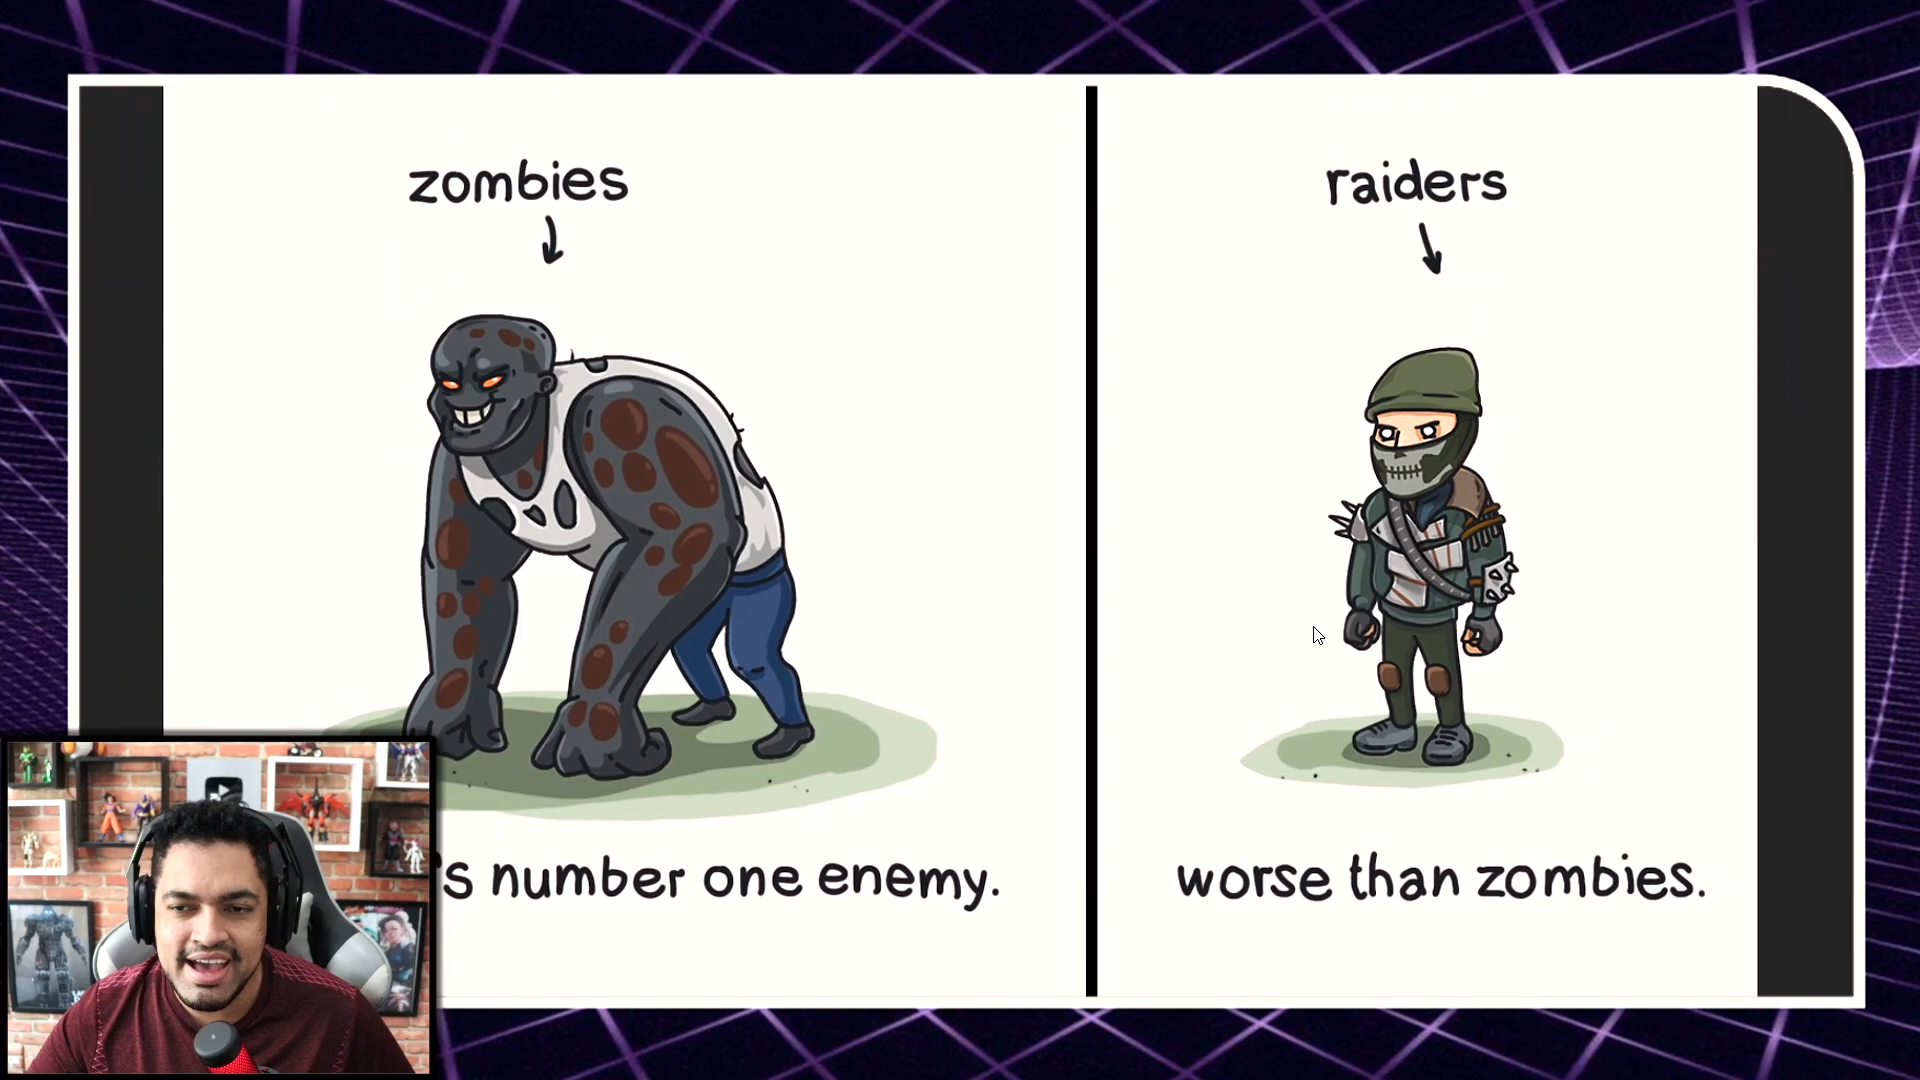 zombies
raiders
's number one enemy.
worse than zombies.